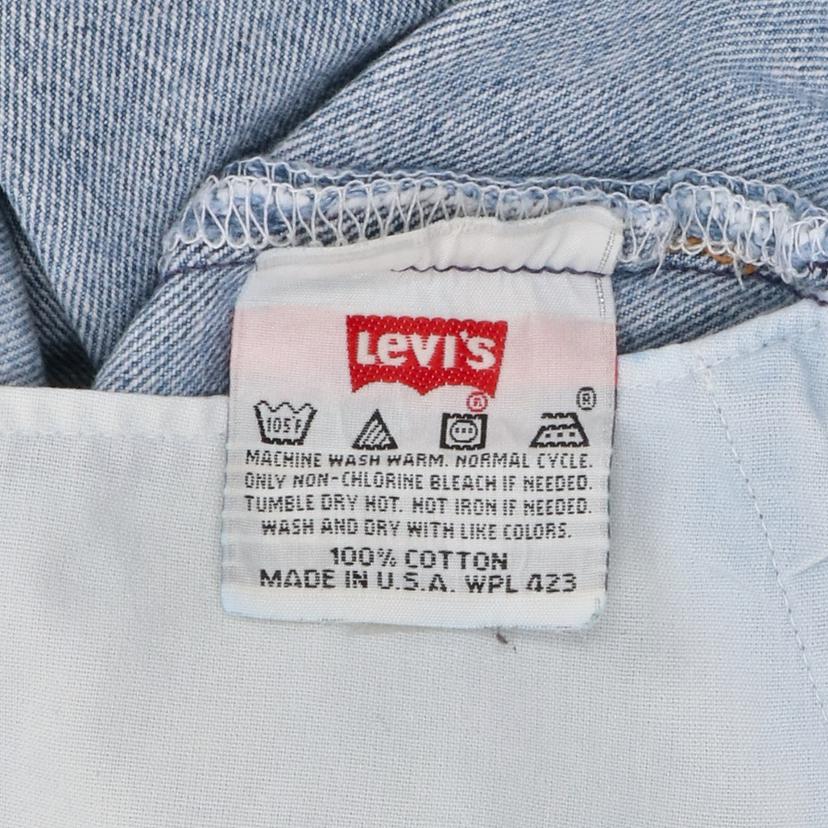 LEVI'S
®
®
105°F
MACHINE WASH WARM. NORMAL CYCLE.
ONLY NON-CHLORINE BLEACH IF NEEDED.
TUMBLE DRY HOT. HOT IRON IF NEEDED.
WASH AND DRY WITH LIKE COLORS.
100% COTTON
MADE IN U.S.A. WPL 423